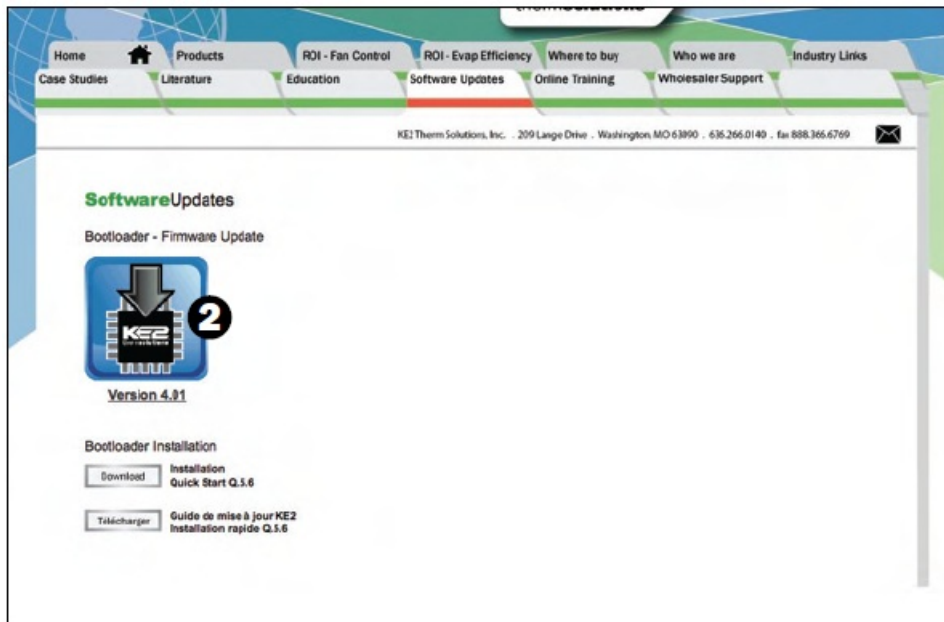 Home
Products
ROI - Fan Control
ROI - Evap Efficiency
Where to buy
Who we are
Industry Links
Case Studies
Literature
Education
Software Updates
Online Training
Wholesaler Support
KE2 Therm Solutions, Inc. . 209 Lange Drive . Washington, MO 63090 . 636.266.0140 . fax 888.366.6769
SoftwareUpdates
Bootloader - Firmware Update
2
KE2
Version 4.01
Bootloader Installation
Download
Installation
Quick Start Q.5.6
Télécharger
Guide de mise à jour KE2
Installation rapide Q.5.6